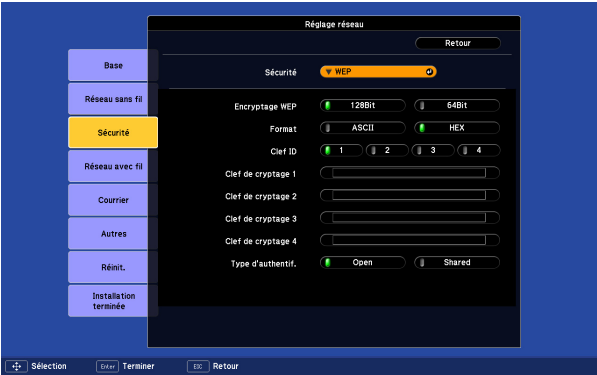 Réglage réseau
Retour
Base
Réseau sans fil
Sécurité
Réseau avec fil
Courrier
Autres
Réinit.
Installation
terminée
Sécurité WEP
Encryptage WEP 128Bit 64Bit
Format ASCII HEX
Clef ID 1 2 3 4
Clef de cryptage 1
Clef de cryptage 2
Clef de cryptage 3
Clef de cryptage 4
Type d'authentif. Open Shared
Sélection Enter Terminer ESC Retour